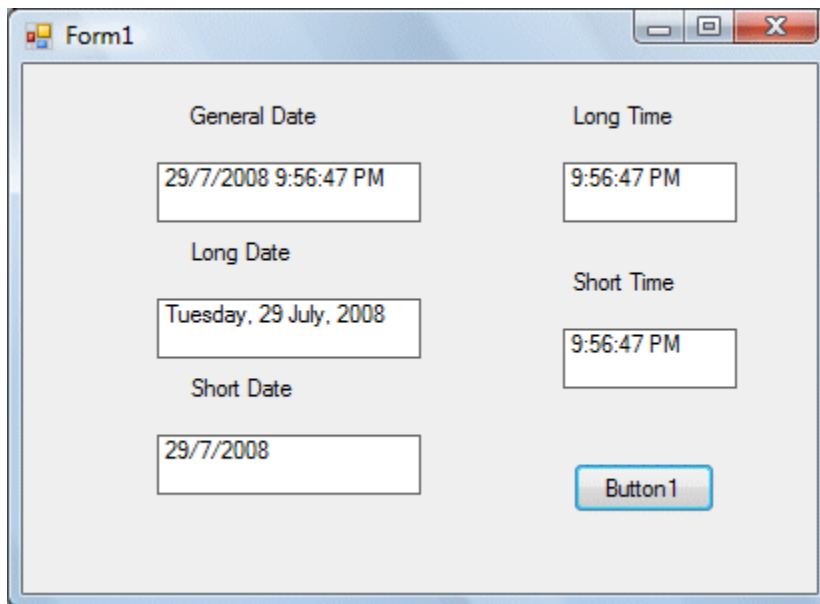 Form1
General Date
Long Time
29/7/2008 9:56:47 PM
9:56:47 PM
Long Date
Short Time
Tuesday, 29 July, 2008
9:56:47 PM
Short Date
29/7/2008
Button1